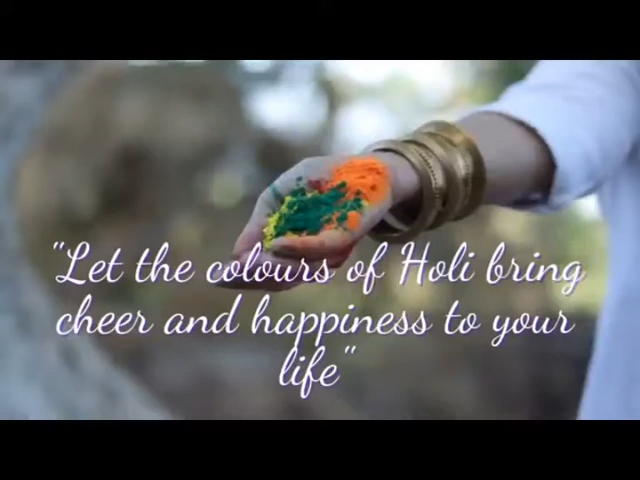 "Let the colours of Holi bring
cheer and happiness to your
life"